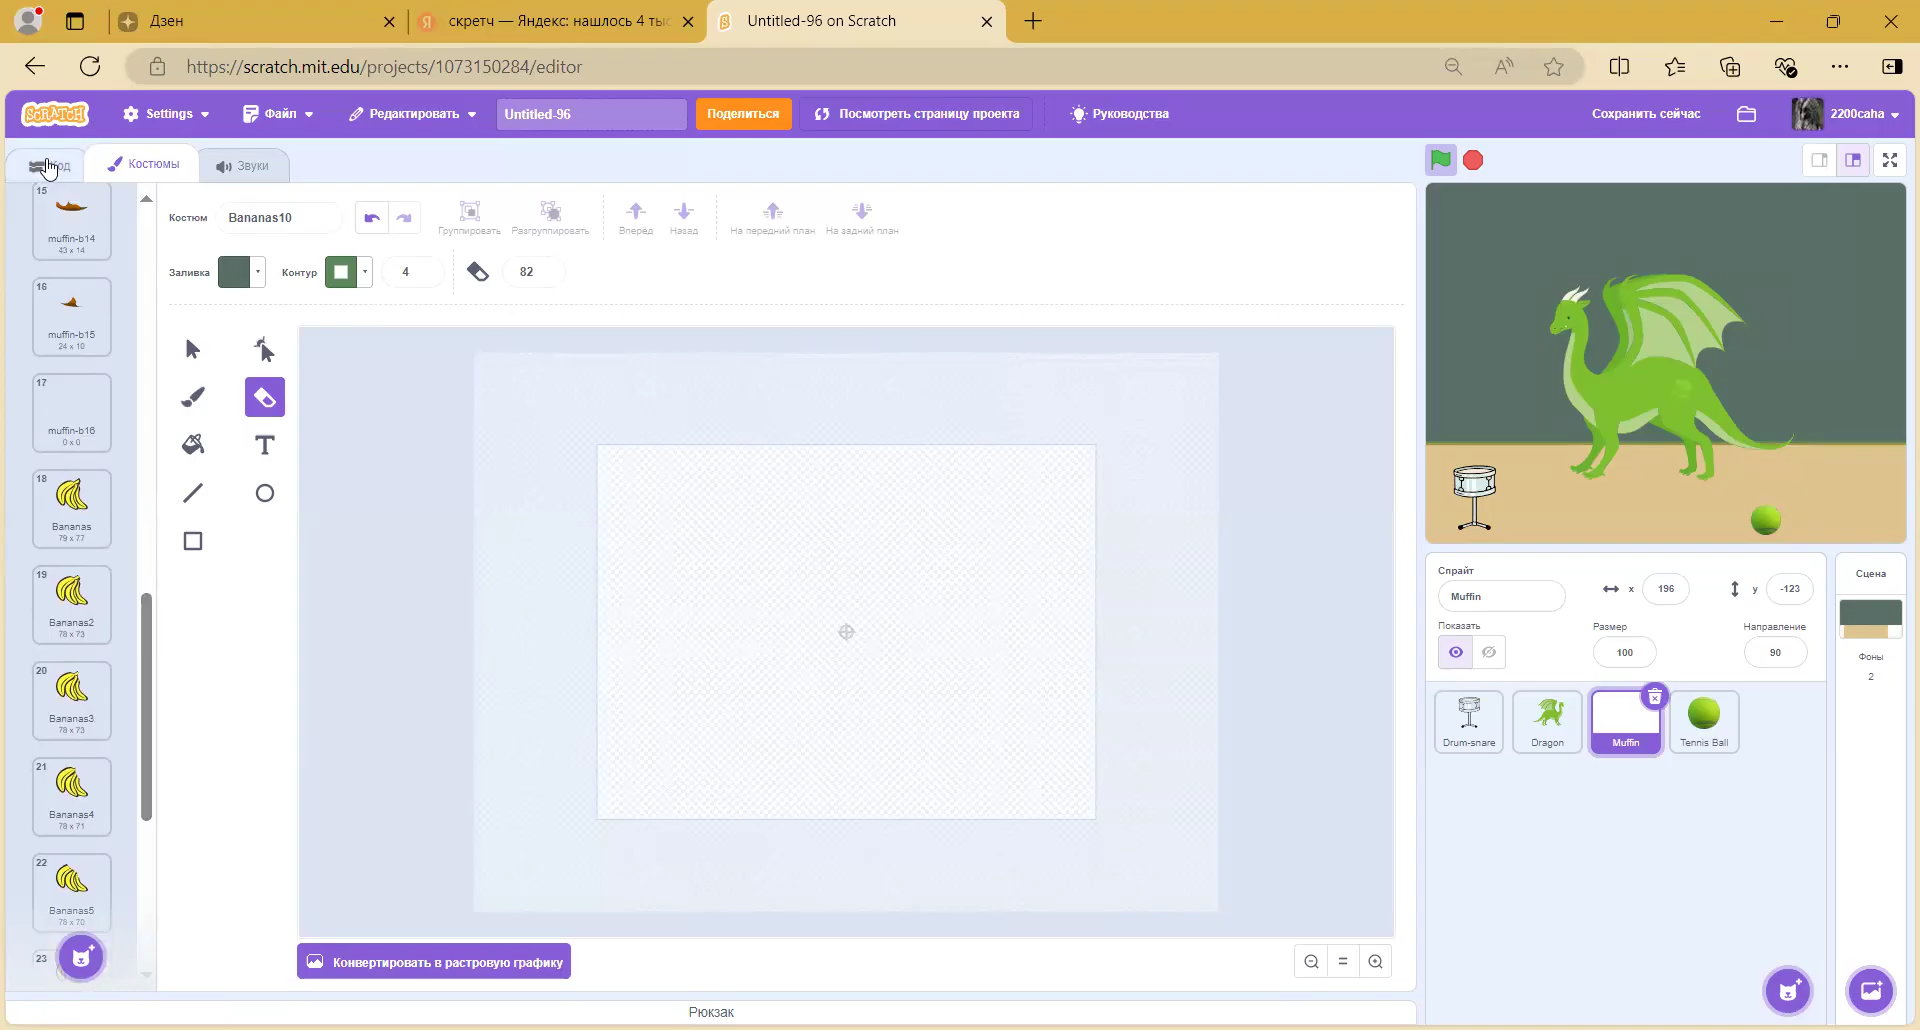 Дзен
скретч — Яндекс: нашлось 4 тыс
Untitled-96 on Scratch
https://scratch.mit.edu/projects/1073150284/editor
SCRATCH
Settings
Файл
Редактировать
Untitled-96
Поделиться
Посмотреть страницу проекта
Руководства
Сохранить сейчас
2200caha
Костюмы
Звуки
15
muffin-b14
43 x 14
16
muffin-b15
24 x 10
17
muffin-b16
0 x 0
18
Bananas
79 x 77
19
Bananas2
78 x 73
20
Bananas3
78 x 73
21
Bananas4
78 x 71
22
Bananas5
78 x 70
23
Костюм
Bananas10
Группировать
Разгруппировать
Вперёд
Назад
На передний план
На задний план
Заливка
Контур
4
82
T
Конвертировать в растровую графику
Рюкзак
Спрайт
Muffin
x
196
y
-123
Показать
Размер
100
Направление
90
Drum-snare
Dragon
Muffin
Tennis Ball
Сцена
Фоны
2